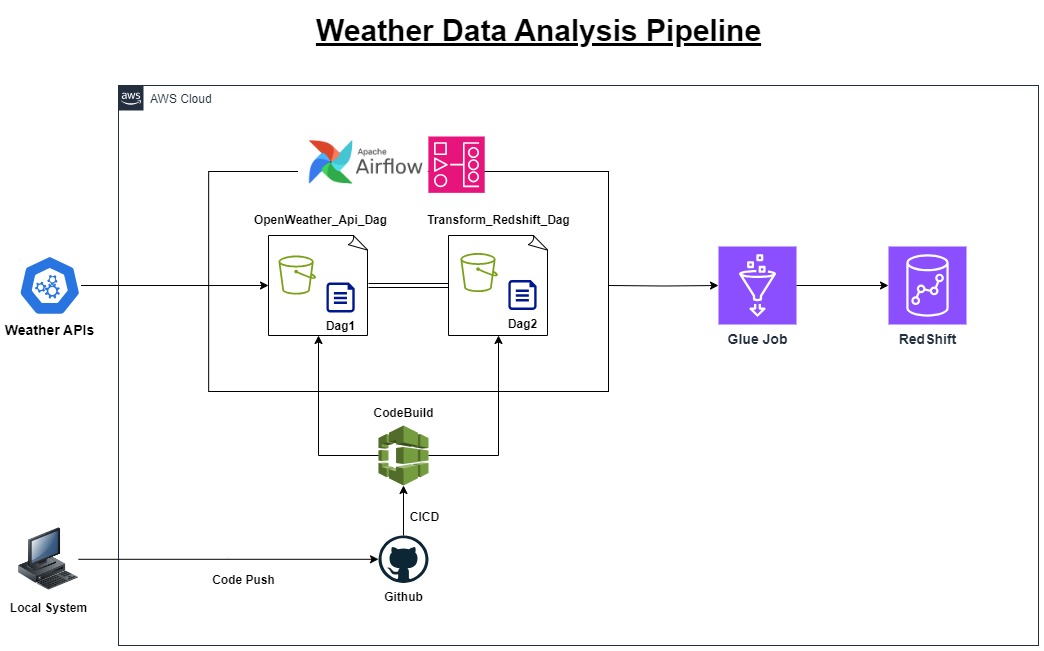 Weather Data Analysis Pipeline
aws
AWS Cloud
Apache
Airflow
OpenWeather_Api_Dag
Transform_Redshift_Dag
Dag1
Dag2
Weather APIs
Glue Job
RedShift
CodeBuild
CICD
Code Push
Github
Local System